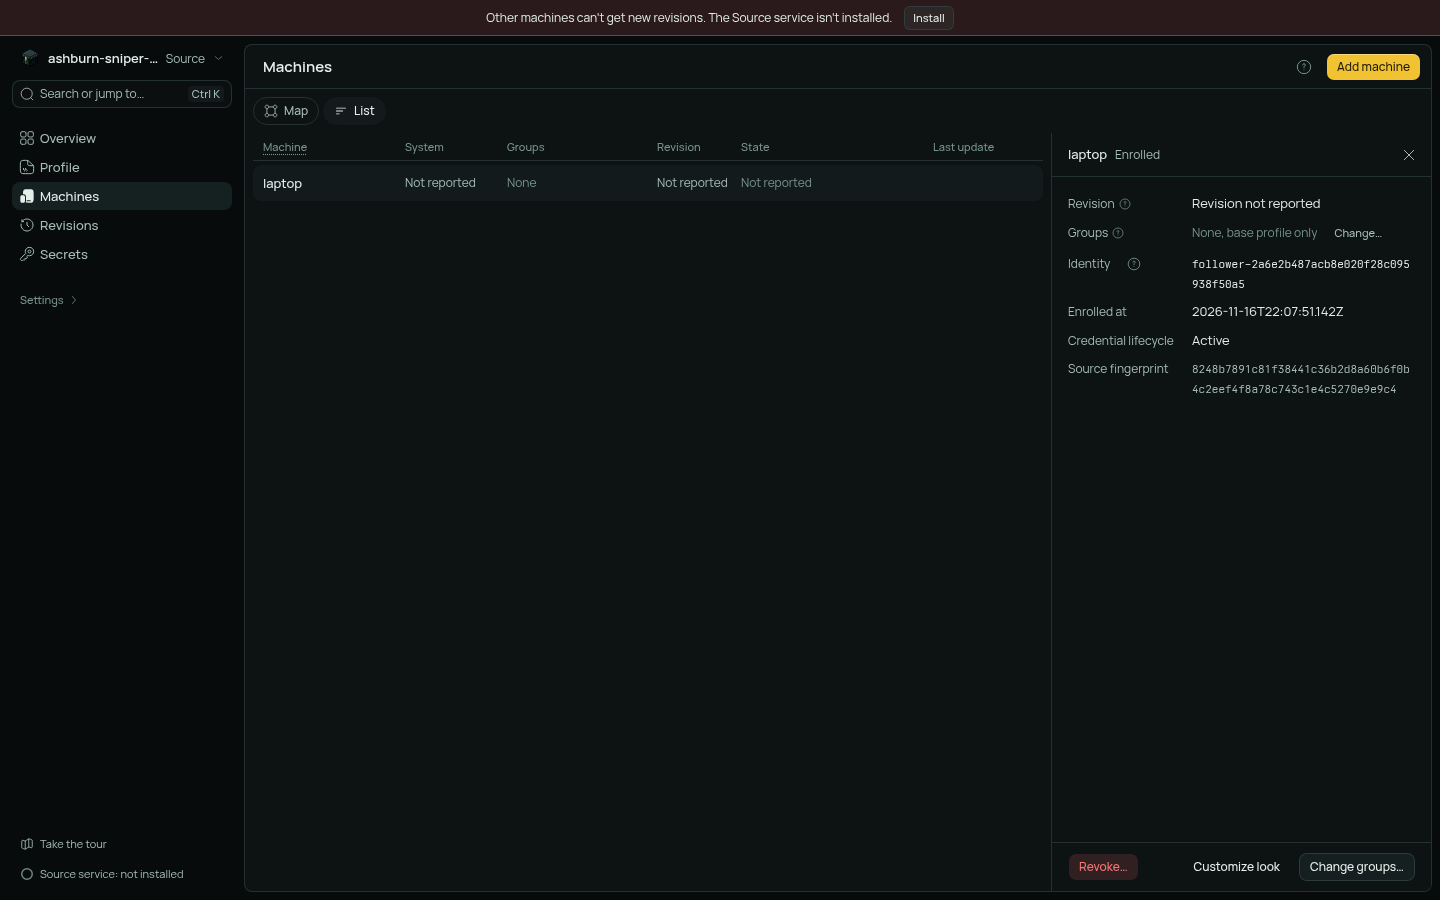 Other machines can't get new revisions. The Source service isn't installed. Install
ashburn-sniper-… Source
Search or jump to… Ctrl K
Overview
Profile
Machines
Revisions
Secrets
Settings
Take the tour
Source service: not installed
Machines
Add machine
Map List
Machine System Groups Revision State Last update
laptop Not reported None Not reported Not reported
laptop Enrolled
Revision Revision not reported
Groups None, base profile only Change…
Identity follower-2a6e2b487acb8e020f28c095
938f50a5
Enrolled at 2026-11-16T22:07:51.142Z
Credential lifecycle Active
Source fingerprint 8248b7891c81f38441c36b2d8a60b6f0b
4c2eef4f8a78c743c1e4c5270e9e9c4
Revoke… Customize look Change groups…